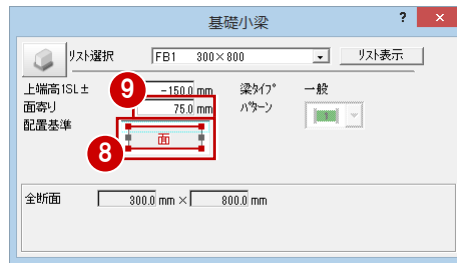 基礎小梁 ? ×
リスト選択 FB1 300×800 リスト表示
上端高1SL± -150.0 mm 梁タイプ 一般
面寄り 75.0 mm パターン 1
配置基準 面
9
8
全断面 300.0 mm × 800.0 mm